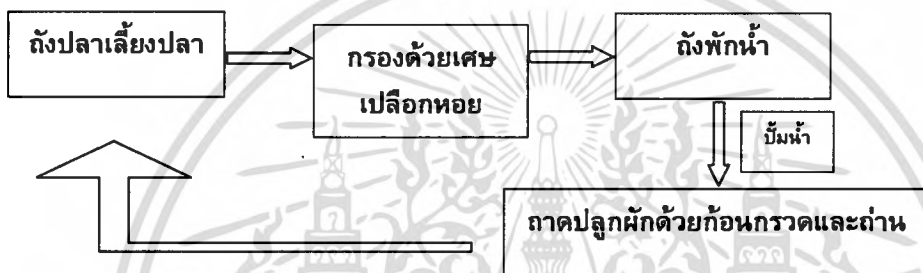 ถังปลาเลี้ยงปลา
กรองด้วยเศษ
เปลือกหอย
ถังพักน้ำ
ปั๊มน้ำ
ถาดปลูกผักด้วยก้อนกรวดและถ่าน